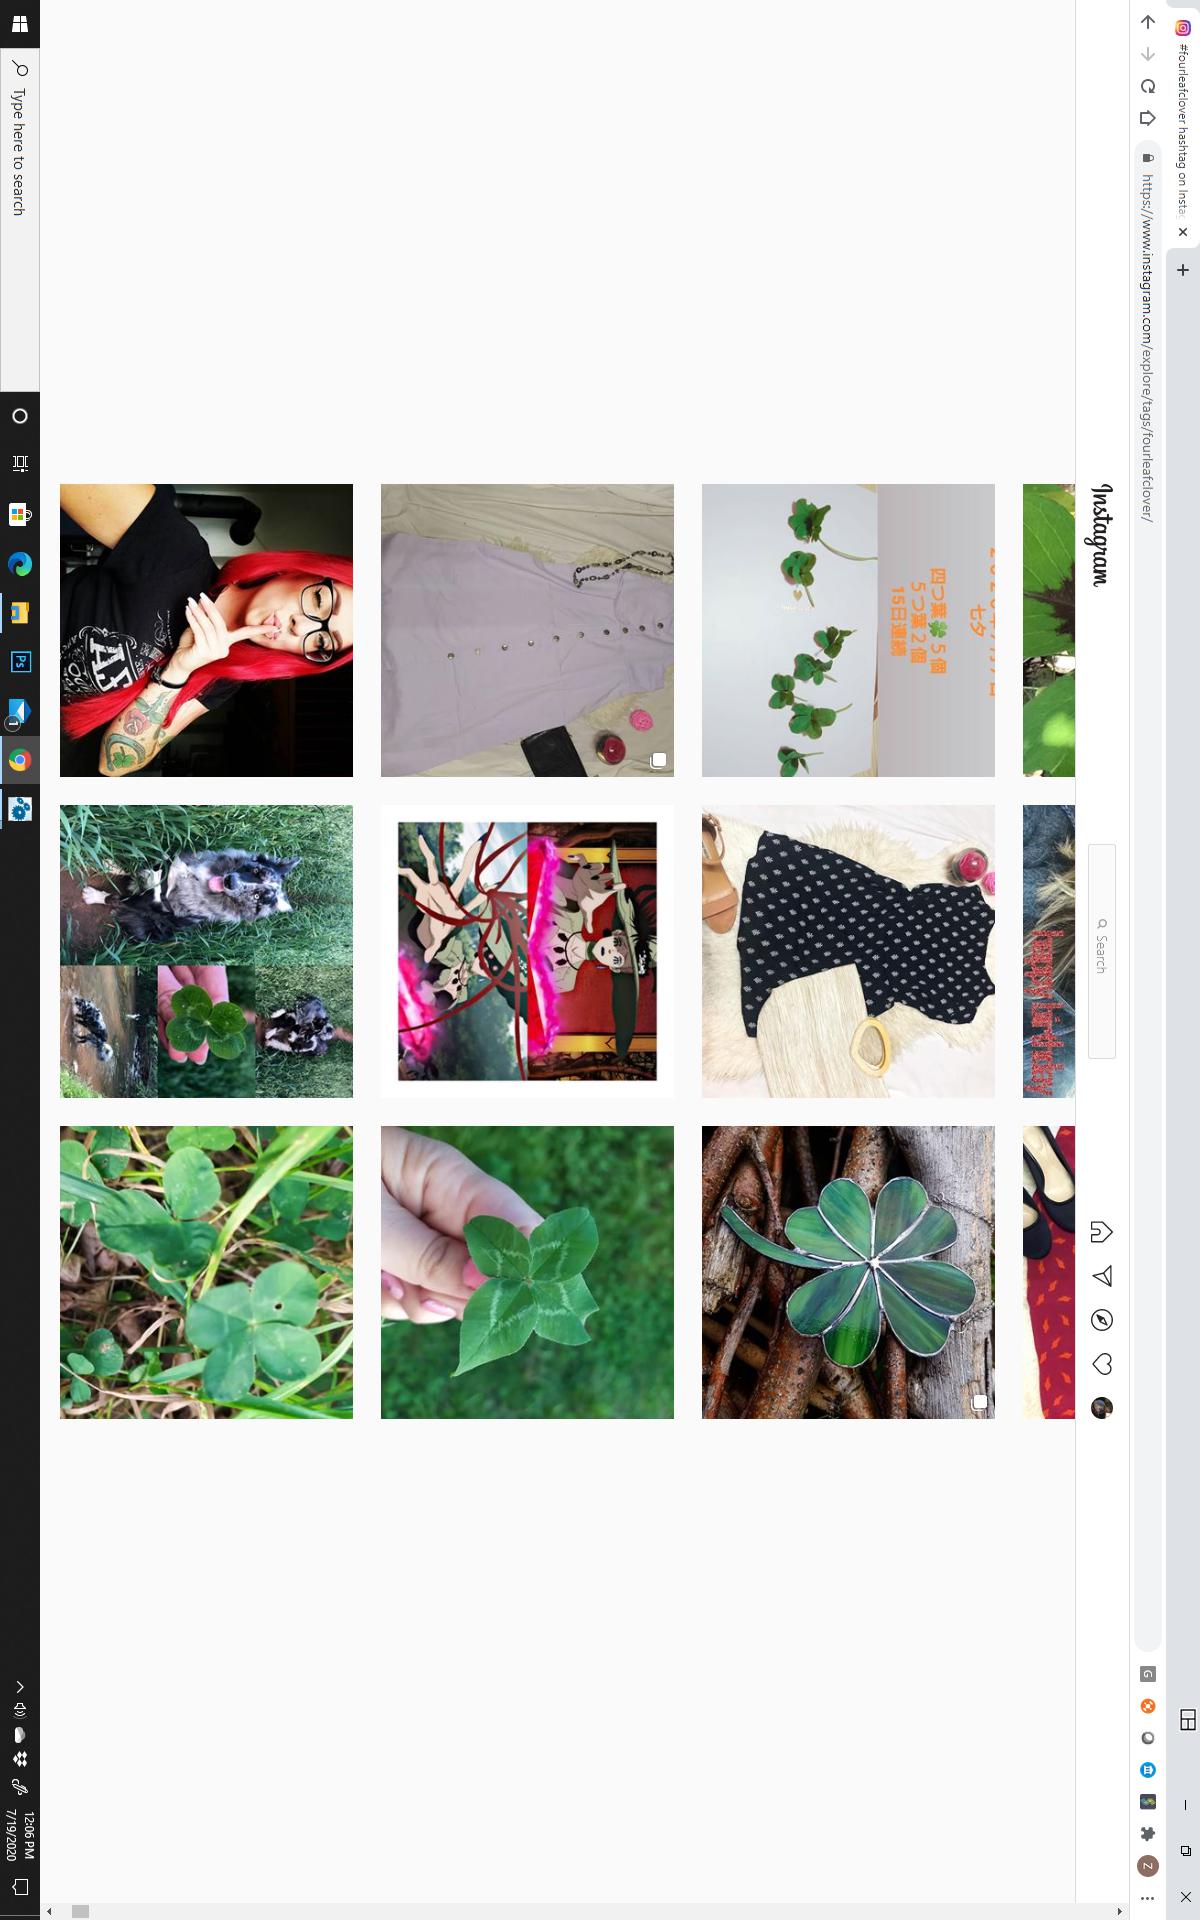 #fourleafclover hashtag on Insta
https://www.instagram.com/explore/tags/fourleafclover/
Instagram
Search
七夕
四つ葉🍀5個
5つ葉2個
15日連続
Type here to search
12:06 PM
7/19/2020